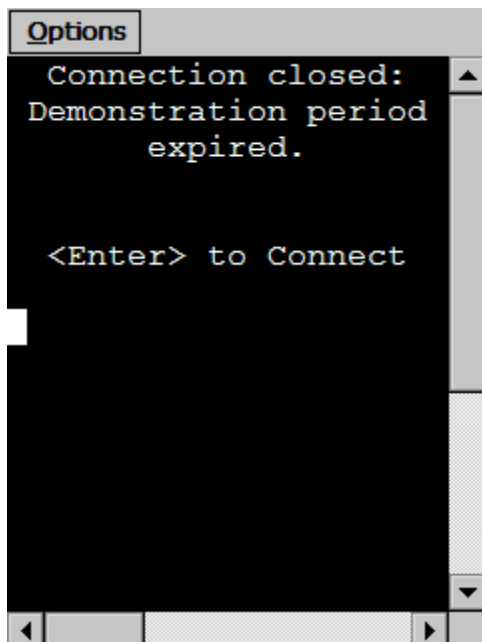 Options
Connection closed:
Demonstration period
expired.
<Enter> to Connect